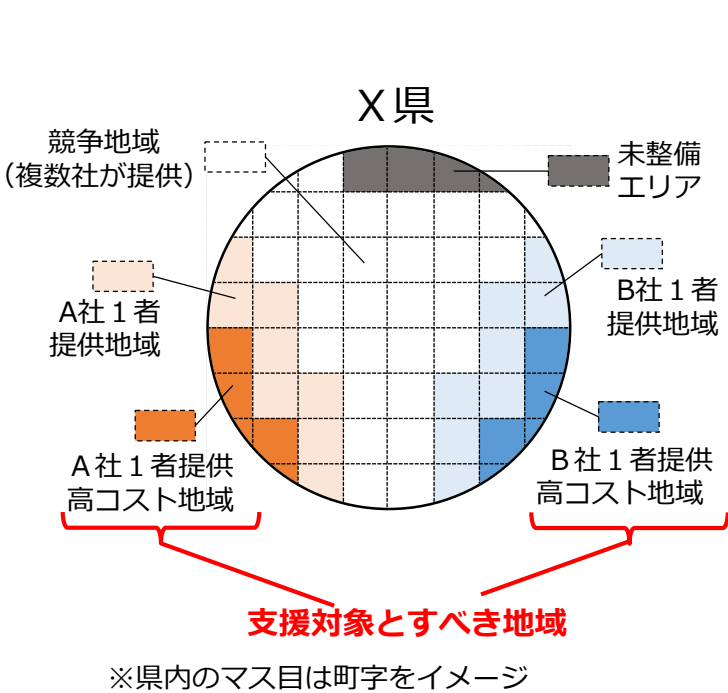 X県
競争地域
（複数社が提供）
未整備
エリア
A社１者
提供地域
B社１者
提供地域
Ａ社１者提供
高コスト地域
Ｂ社１者提供
高コスト地域
支援対象とすべき地域
※県内のマス目は町字をイメージ